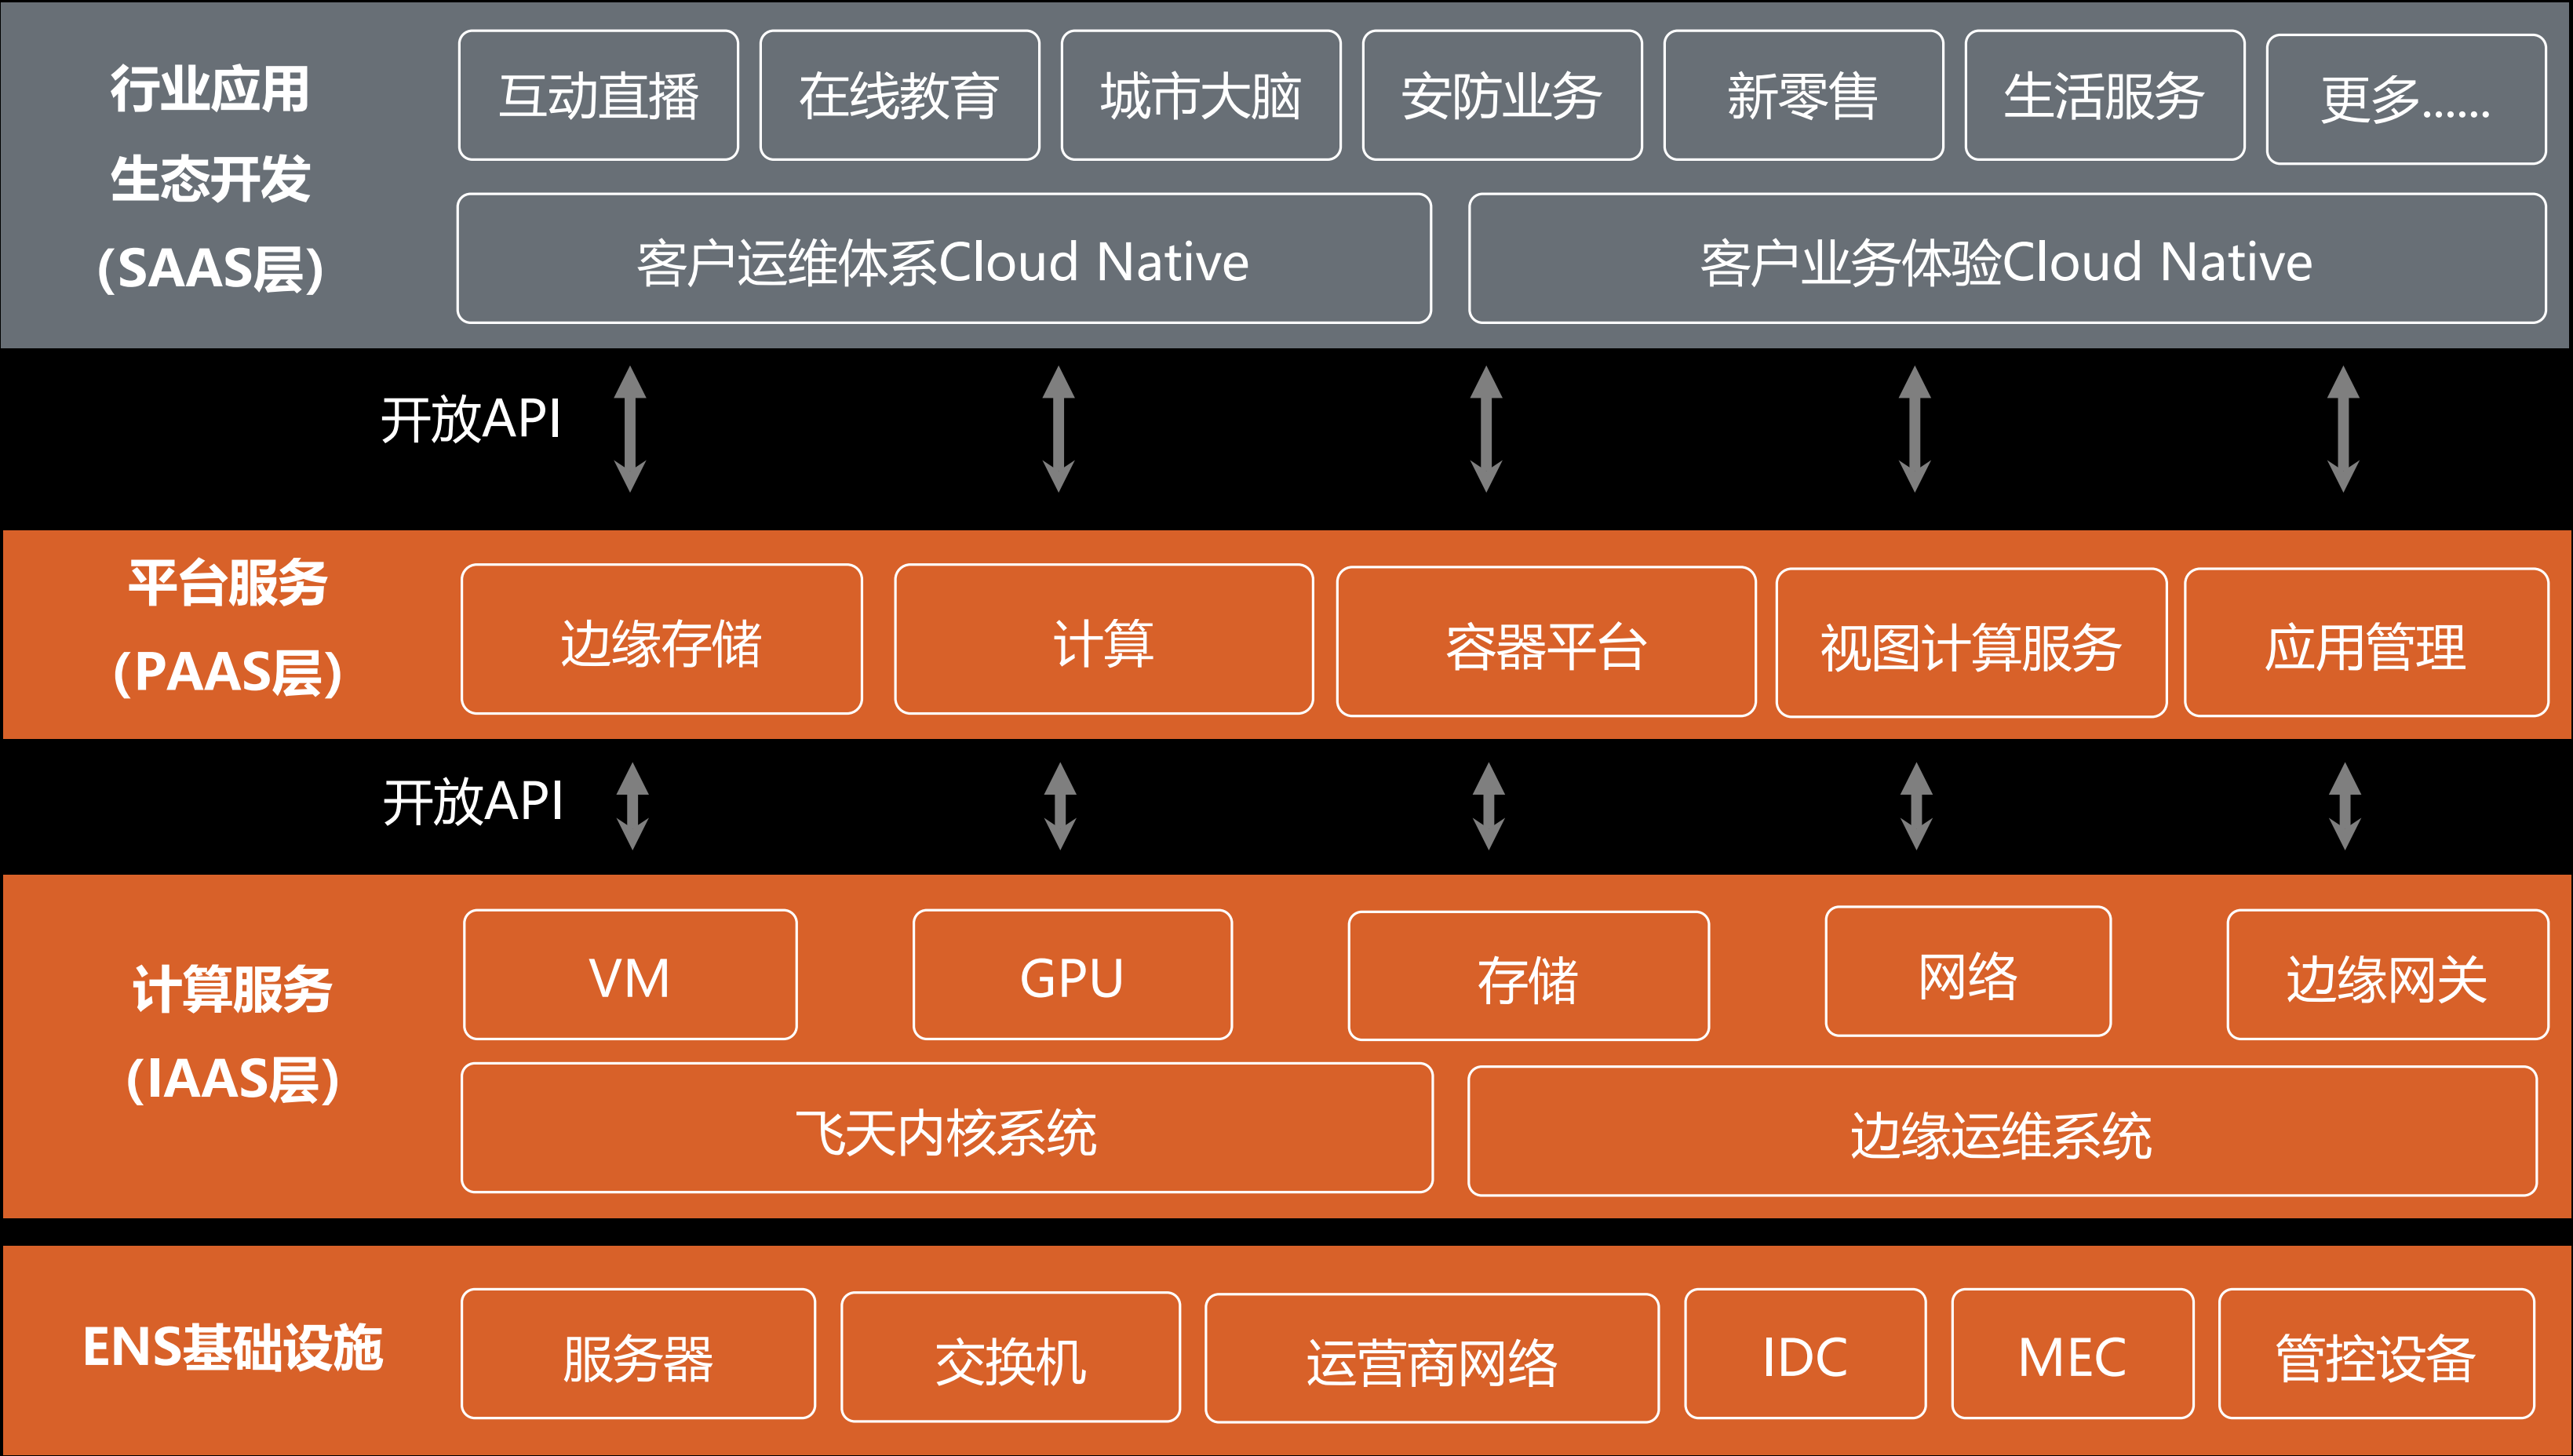 行业应用
生态开发
(SAAS层)
互动直播
在线教育
城市大脑
安防业务
新零售
生活服务
更多......
客户运维体系Cloud Native
客户业务体验Cloud Native
开放API
平台服务
(PAAS层)
边缘存储
计算
容器平台
视图计算服务
应用管理
开放API
计算服务
(IAAS层)
VM
GPU
存储
网络
边缘网关
飞天内核系统
边缘运维系统
ENS基础设施
服务器
交换机
运营商网络
IDC
MEC
管控设备